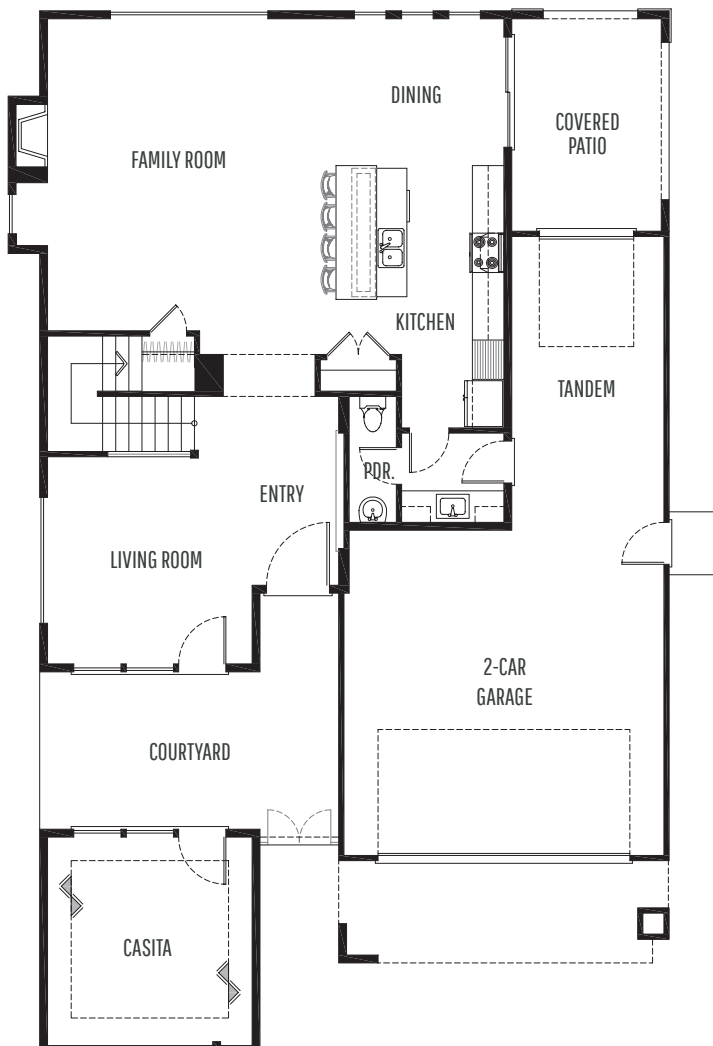 DINING
COVERED
PATIO
FAMILY ROOM
KITCHEN
TANDEM
PDR.
ENTRY
LIVING ROOM
2-CAR
GARAGE
COURTYARD
CASITA